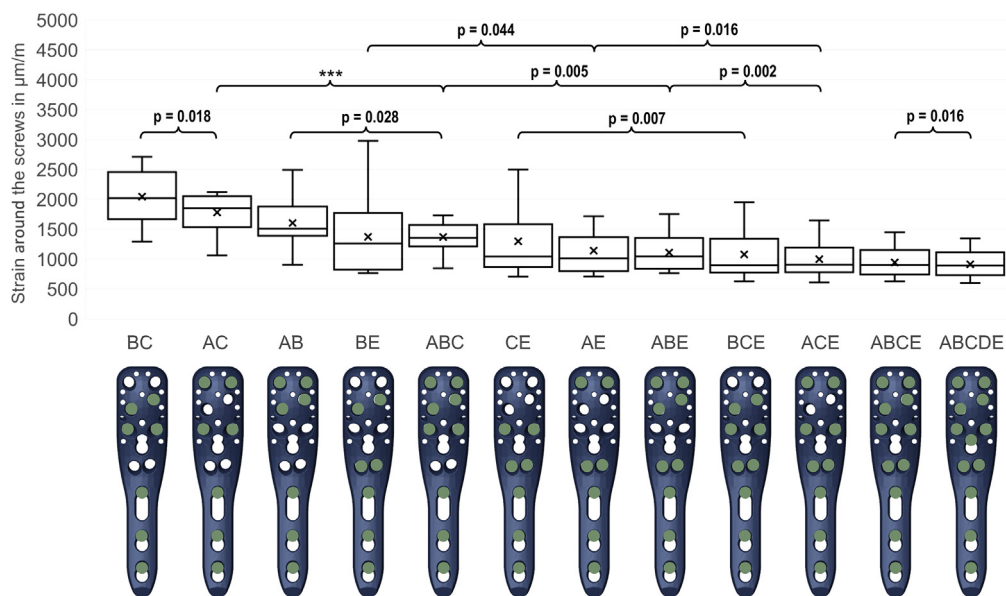 Strain around the screws in µm/m
5000
4500
4000
3500
3000
2500
2000
1500
1000
500
0
p = 0.044
p = 0.016
***
p = 0.005
p = 0.002
p = 0.018
p = 0.028
p = 0.007
p = 0.016
BC AC AB BE ABC CE AE ABE BCE ACE ABCE ABCDE